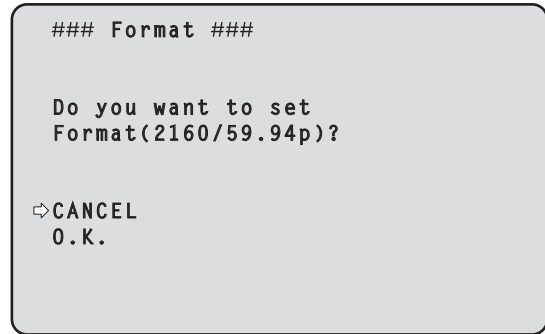 ### Format ###
Do you want to set
Format(2160/59.94p)?
⇨CANCEL
O.K.